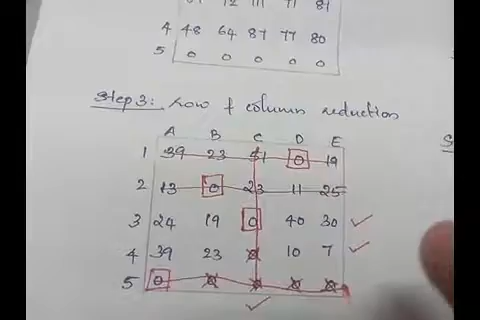 4 48 64 87 77 80
5 0 0 0 0 0
Step 3: Row & column reduction
A B C D E
1 39 23 51 0 19
2 13 0 23 11 25
3 24 19 0 40 30
4 39 23 0 10 7
5 0 0 0 0 0